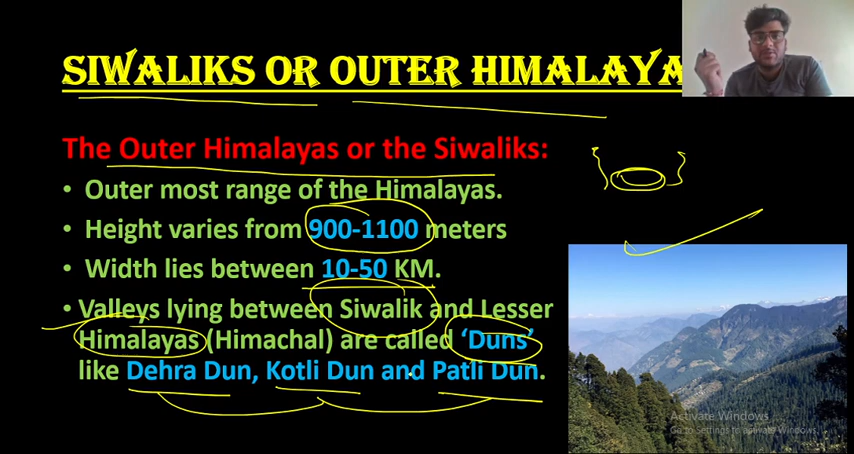 SIWALIKS OR OUTER HIMALAYA
The Outer Himalayas or the Siwaliks:
• Outer most range of the Himalayas.
• Height varies from 900-1100 meters
• Width lies between 10-50 KM.
• Valleys lying between Siwalik and Lesser
Himalayas (Himachal) are called ‘Duns’
like Dehra Dun, Kotli Dun and Patli Dun.
Activate Windows
Go to Settings to activate Windows.